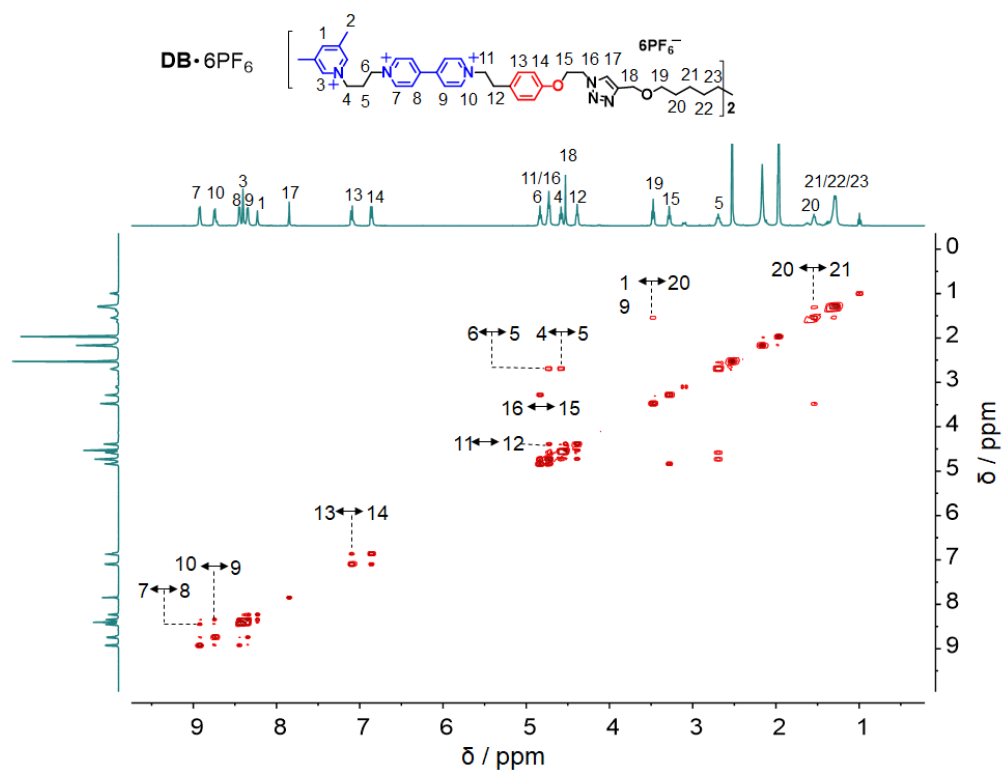 DB·6PF6
6PF6−
1 2
3 4 5 6 7 8 9 10 11 12 13 14 15 16 17 18 19 20 21 22 23
N+ N+ N+ N+ O N N=N O 2
7 10 8 3 9 1 17 13 14 6 11/16 4 18 12 19 15 5 20 21/22/23
1 20
9
20 21
6 5
4 5
16 15
11 12
13 14
10 9
7 8
0
1
2
3
4
5
6
7
8
9
δ / ppm
9 8 7 6 5 4 3 2 1
δ / ppm